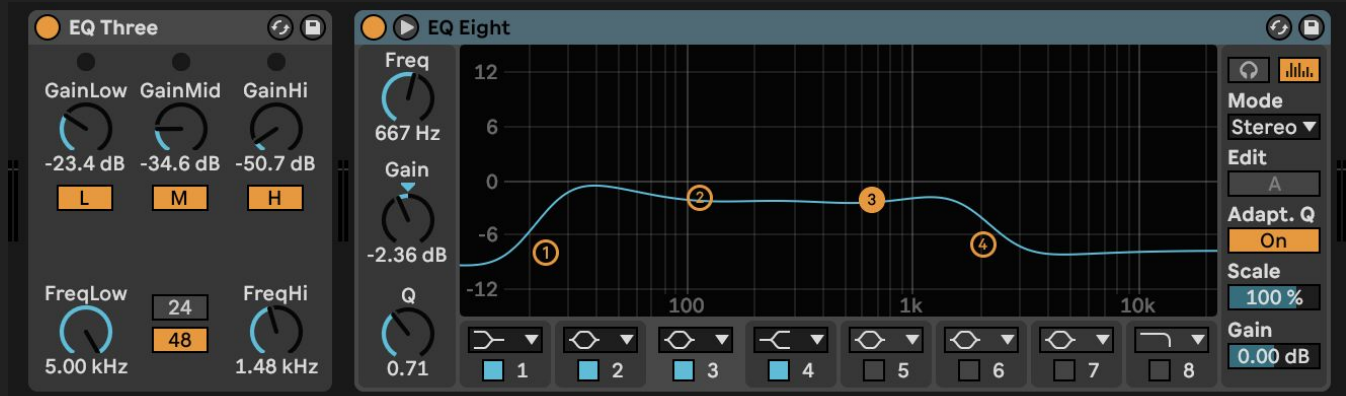 EQ Three
GainLow GainMid GainHi
-23.4 dB -34.6 dB -50.7 dB
L M H
FreqLow 24 FreqHi
48
5.00 kHz 1.48 kHz
EQ Eight
Freq
667 Hz
Gain
-2.36 dB
Q
0.71
12
6
0
-6
-12
100 1k 10k
1 2 3 4
1 2 3 4 5 6 7 8
Mode
Stereo
Edit
A
Adapt. Q
On
Scale
100 %
Gain
0.00 dB